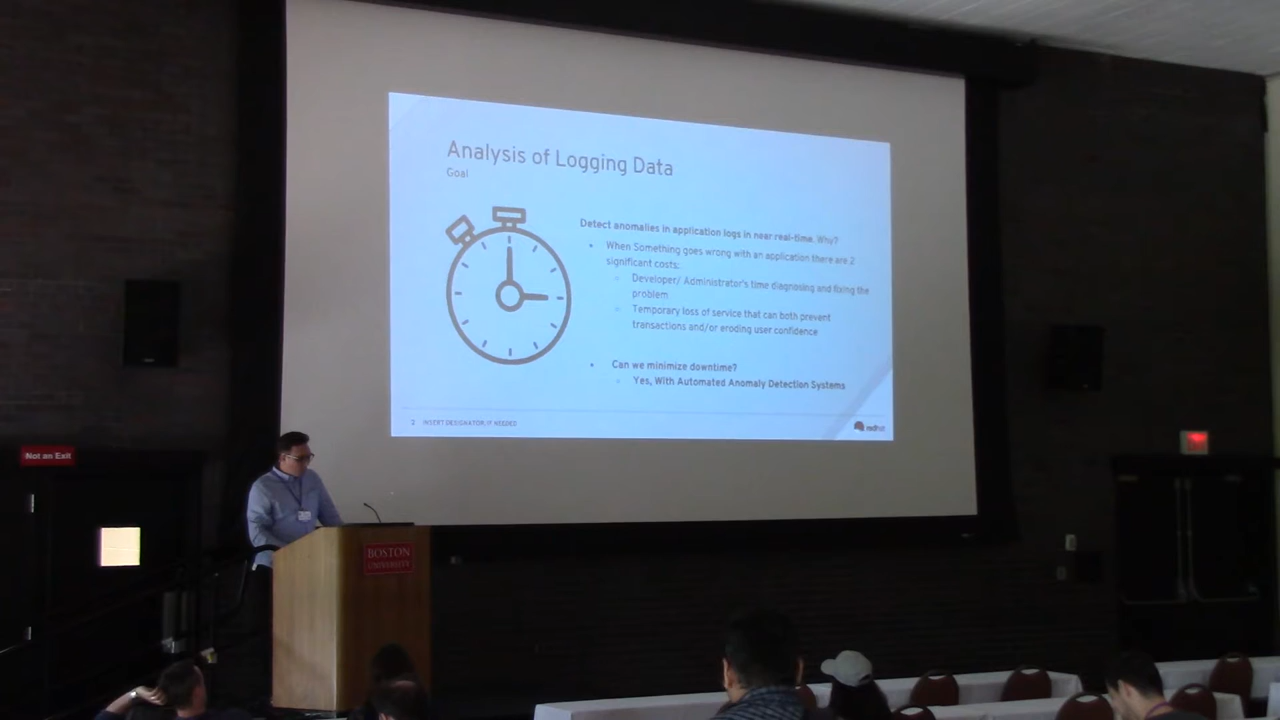 Analysis of Logging Data
Goal
Detect anomalies in application logs in near real-time. Why?
When Something goes wrong with an application there are 2
significant costs:
Developer/ Administrator's time diagnosing and fixing the
problem
Temporary loss of service that can both prevent
transactions and/or eroding user confidence
Can we minimize downtime?
Yes, With Automated Anomaly Detection Systems
2 INSERT DESIGNATOR, IF NEEDED
redhat
Not an Exit
BOSTON
UNIVERSITY